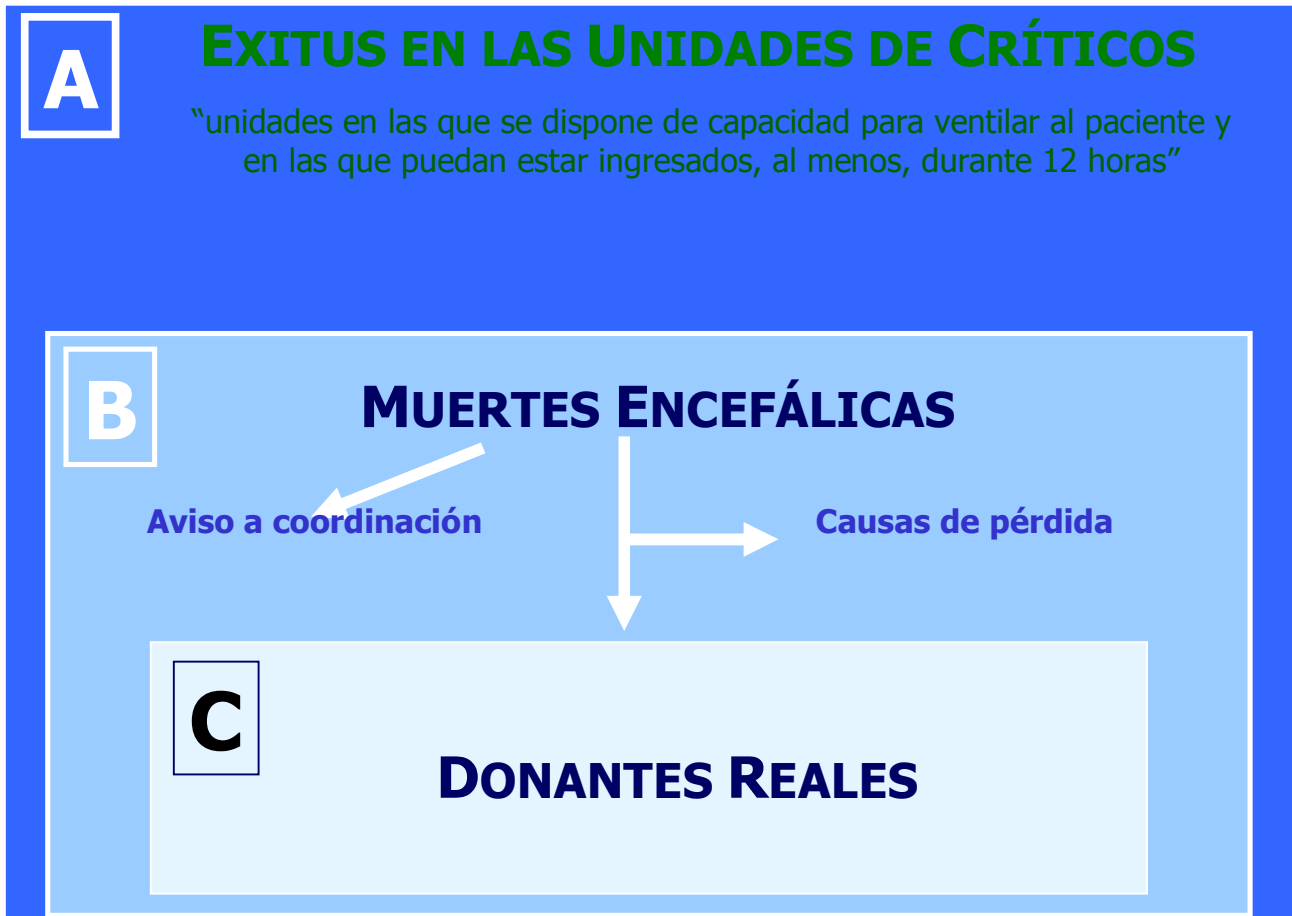 A
EXITUS EN LAS UNIDADES DE CRÍTICOS
“unidades en las que se dispone de capacidad para ventilar al paciente y
en las que puedan estar ingresados, al menos, durante 12 horas”
B
MUERTES ENCEFÁLICAS
Aviso a coordinación
Causas de pérdida
C
DONANTES REALES